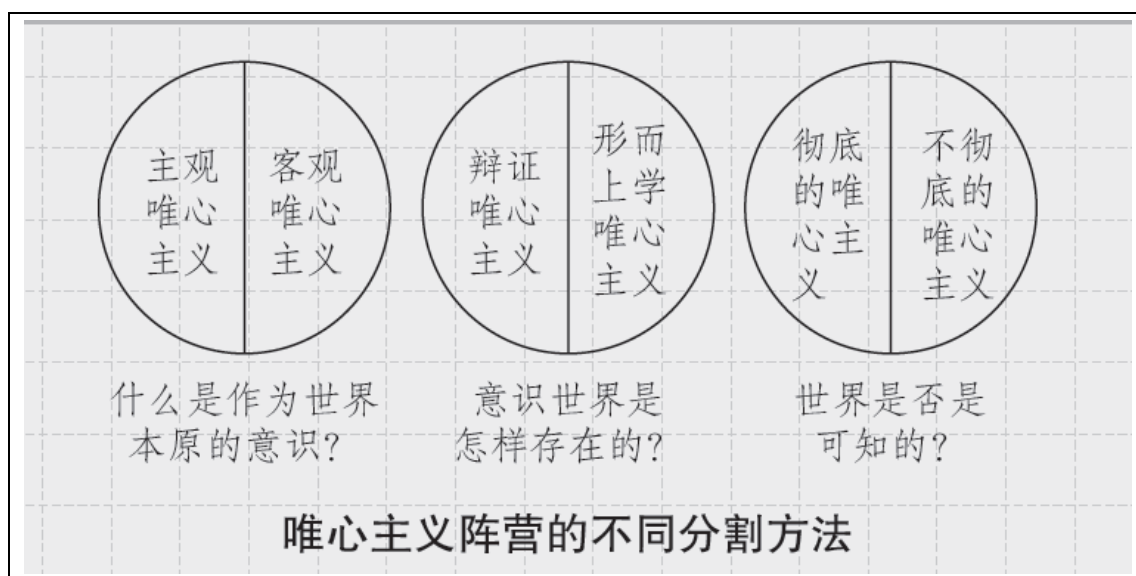 主观
唯心
主义
客观
唯心
主义
辩证
唯心
主义
形而
上学
唯心
主义
彻底
的唯
心主
义
不彻
底的
唯心
主义
什么是作为世界
本原的意识?
意识世界是
怎样存在的?
世界是否是
可知的?
唯心主义阵营的不同分割方法